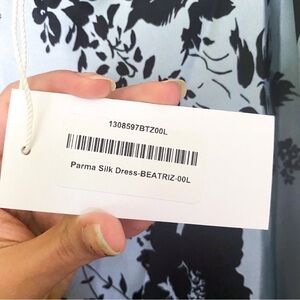 1308597BTZ00L
Parma Silk Dress-BEATRIZ-00L